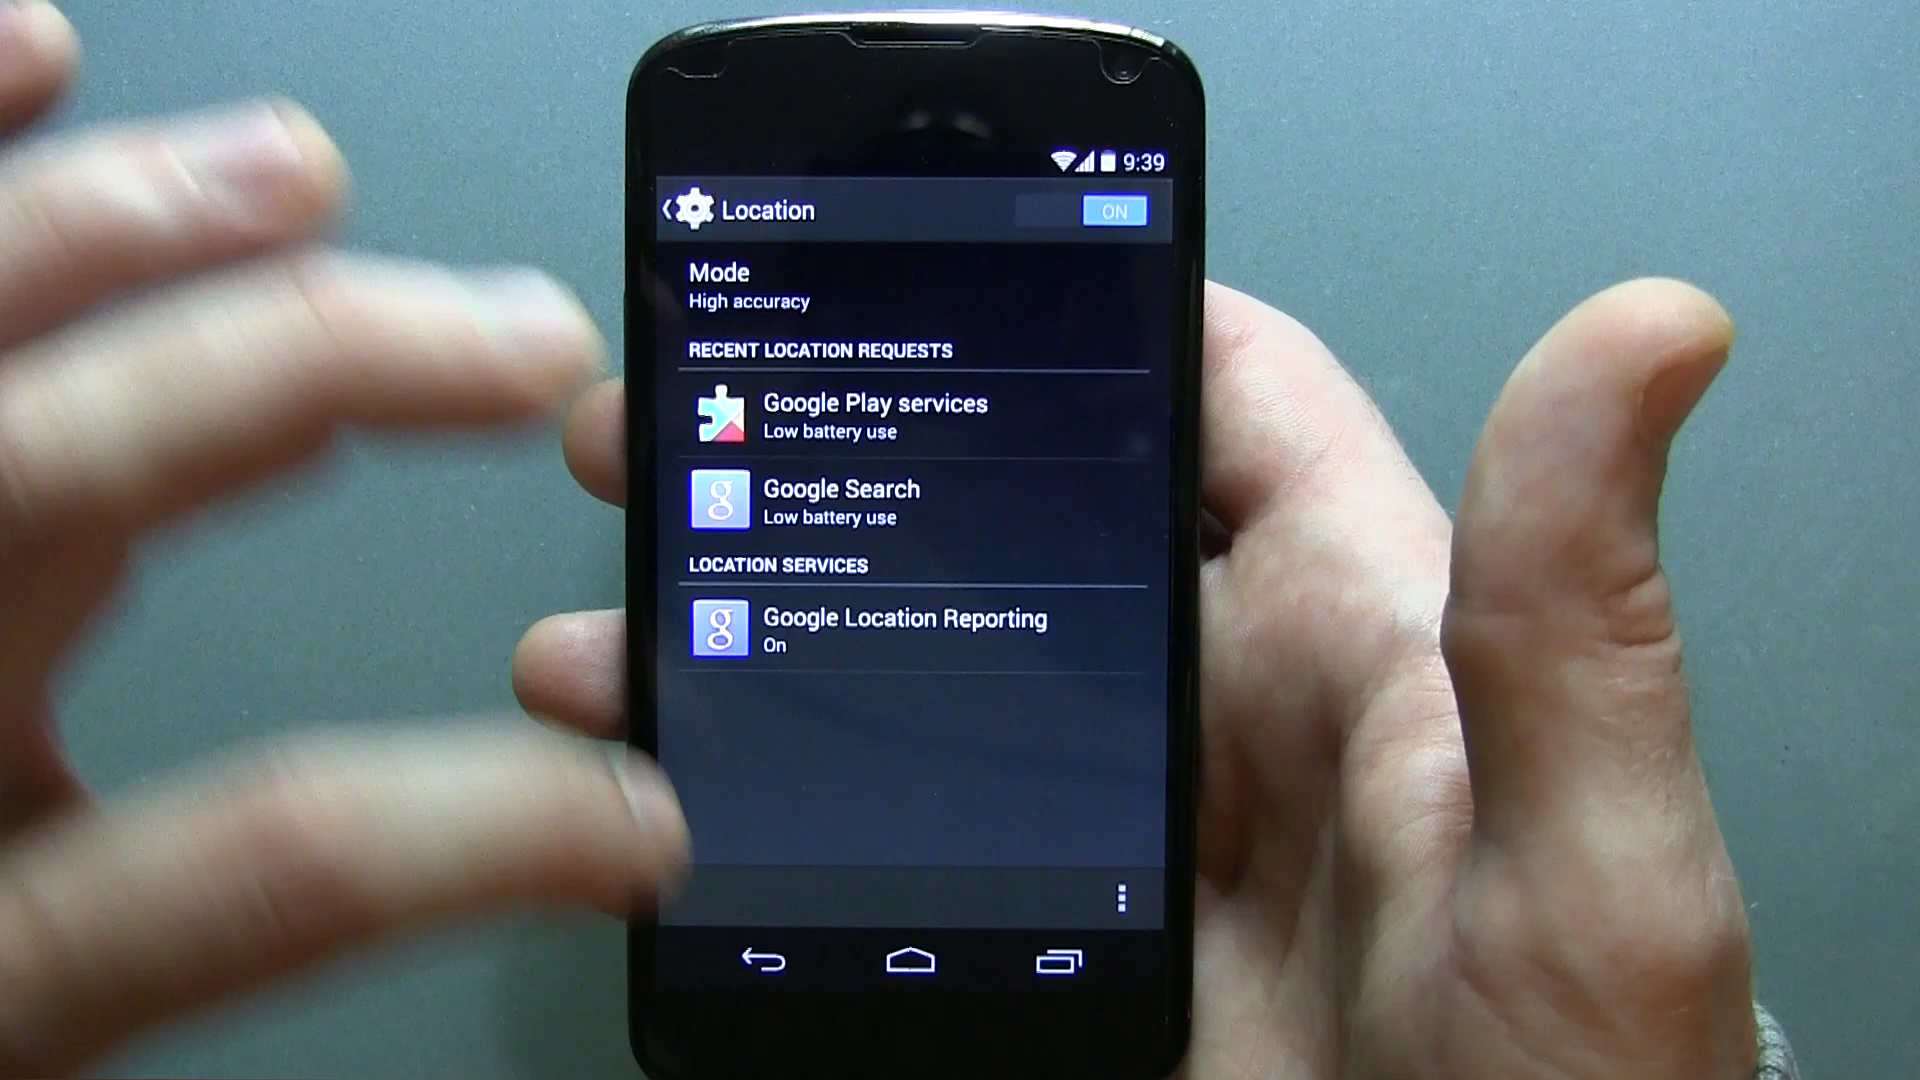 9:39
Location
ON
Mode
High accuracy
RECENT LOCATION REQUESTS
Google Play services
Low battery use
g
Google Search
Low battery use
LOCATION SERVICES
g
Google Location Reporting
On